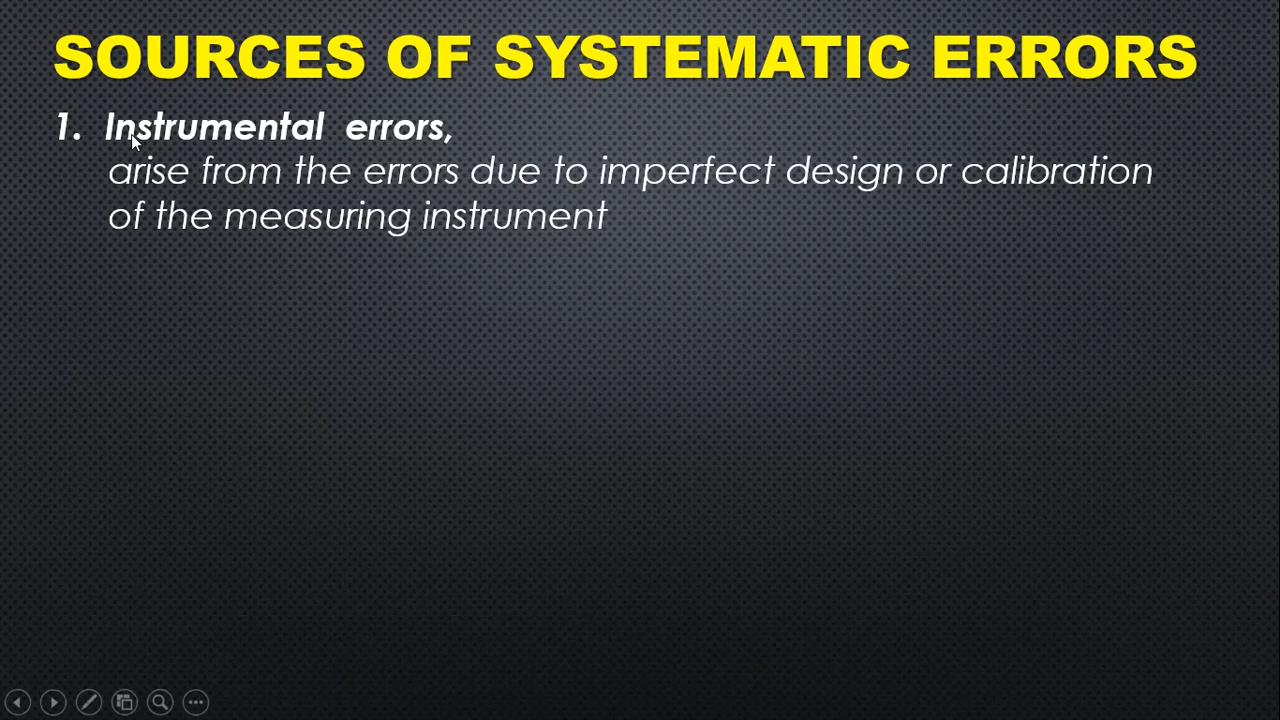 SOURCES OF SYSTEMATIC ERRORS
1. Instrumental errors,
arise from the errors due to imperfect design or calibration
of the measuring instrument